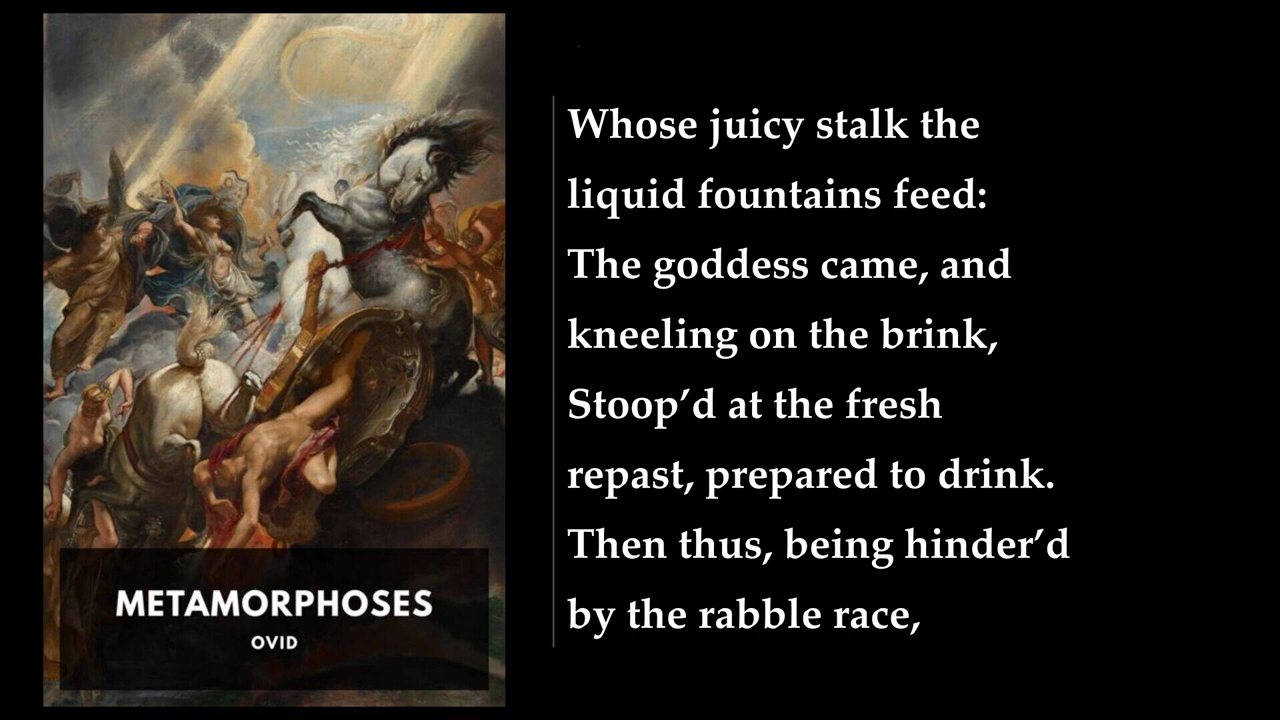 METAMORPHOSES
OVID
Whose juicy stalk the
liquid fountains feed:
The goddess came, and
kneeling on the brink,
Stoop’d at the fresh
repast, prepared to drink.
Then thus, being hinder’d
by the rabble race,